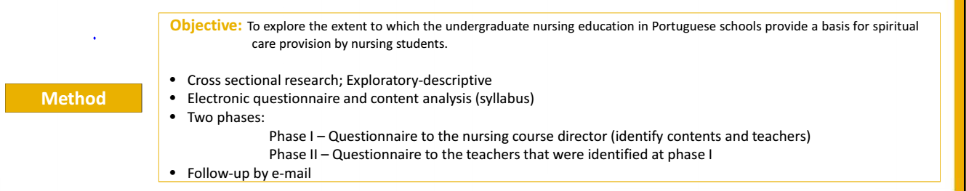 Objective: To explore the extent to which the undergraduate nursing education in Portuguese schools provide a basis for spiritual
care provision by nursing students.
Method
• Cross sectional research; Exploratory-descriptive
• Electronic questionnaire and content analysis (syllabus)
• Two phases:
Phase I – Questionnaire to the nursing course director (identify contents and teachers)
Phase II – Questionnaire to the teachers that were identified at phase I
• Follow-up by e-mail